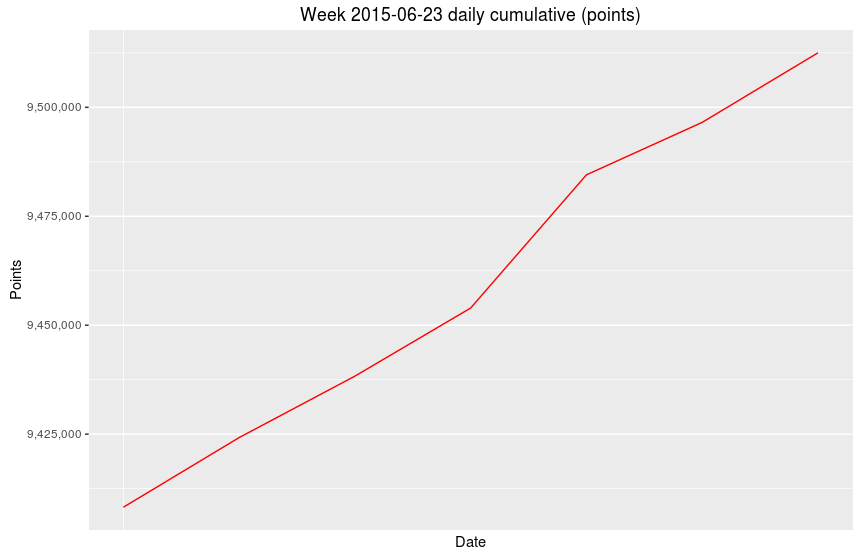 Week 2015-06-23 daily cumulative (points)
9,500,000
9,475,000
9,450,000
9,425,000
Points
Date